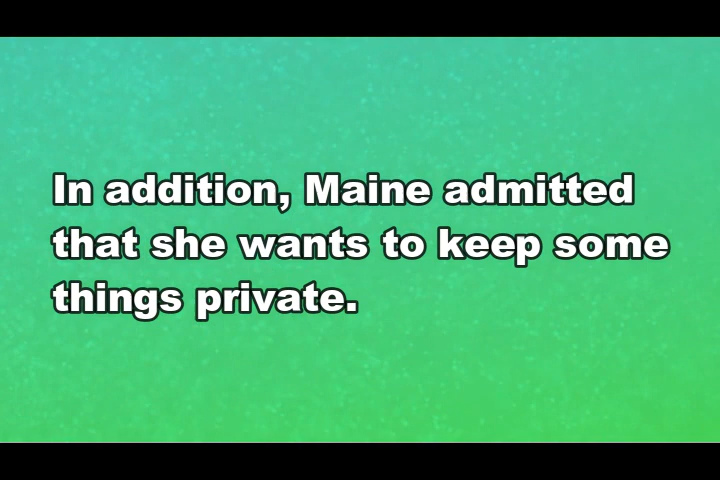 In addition, Maine admitted
that she wants to keep some
things private.